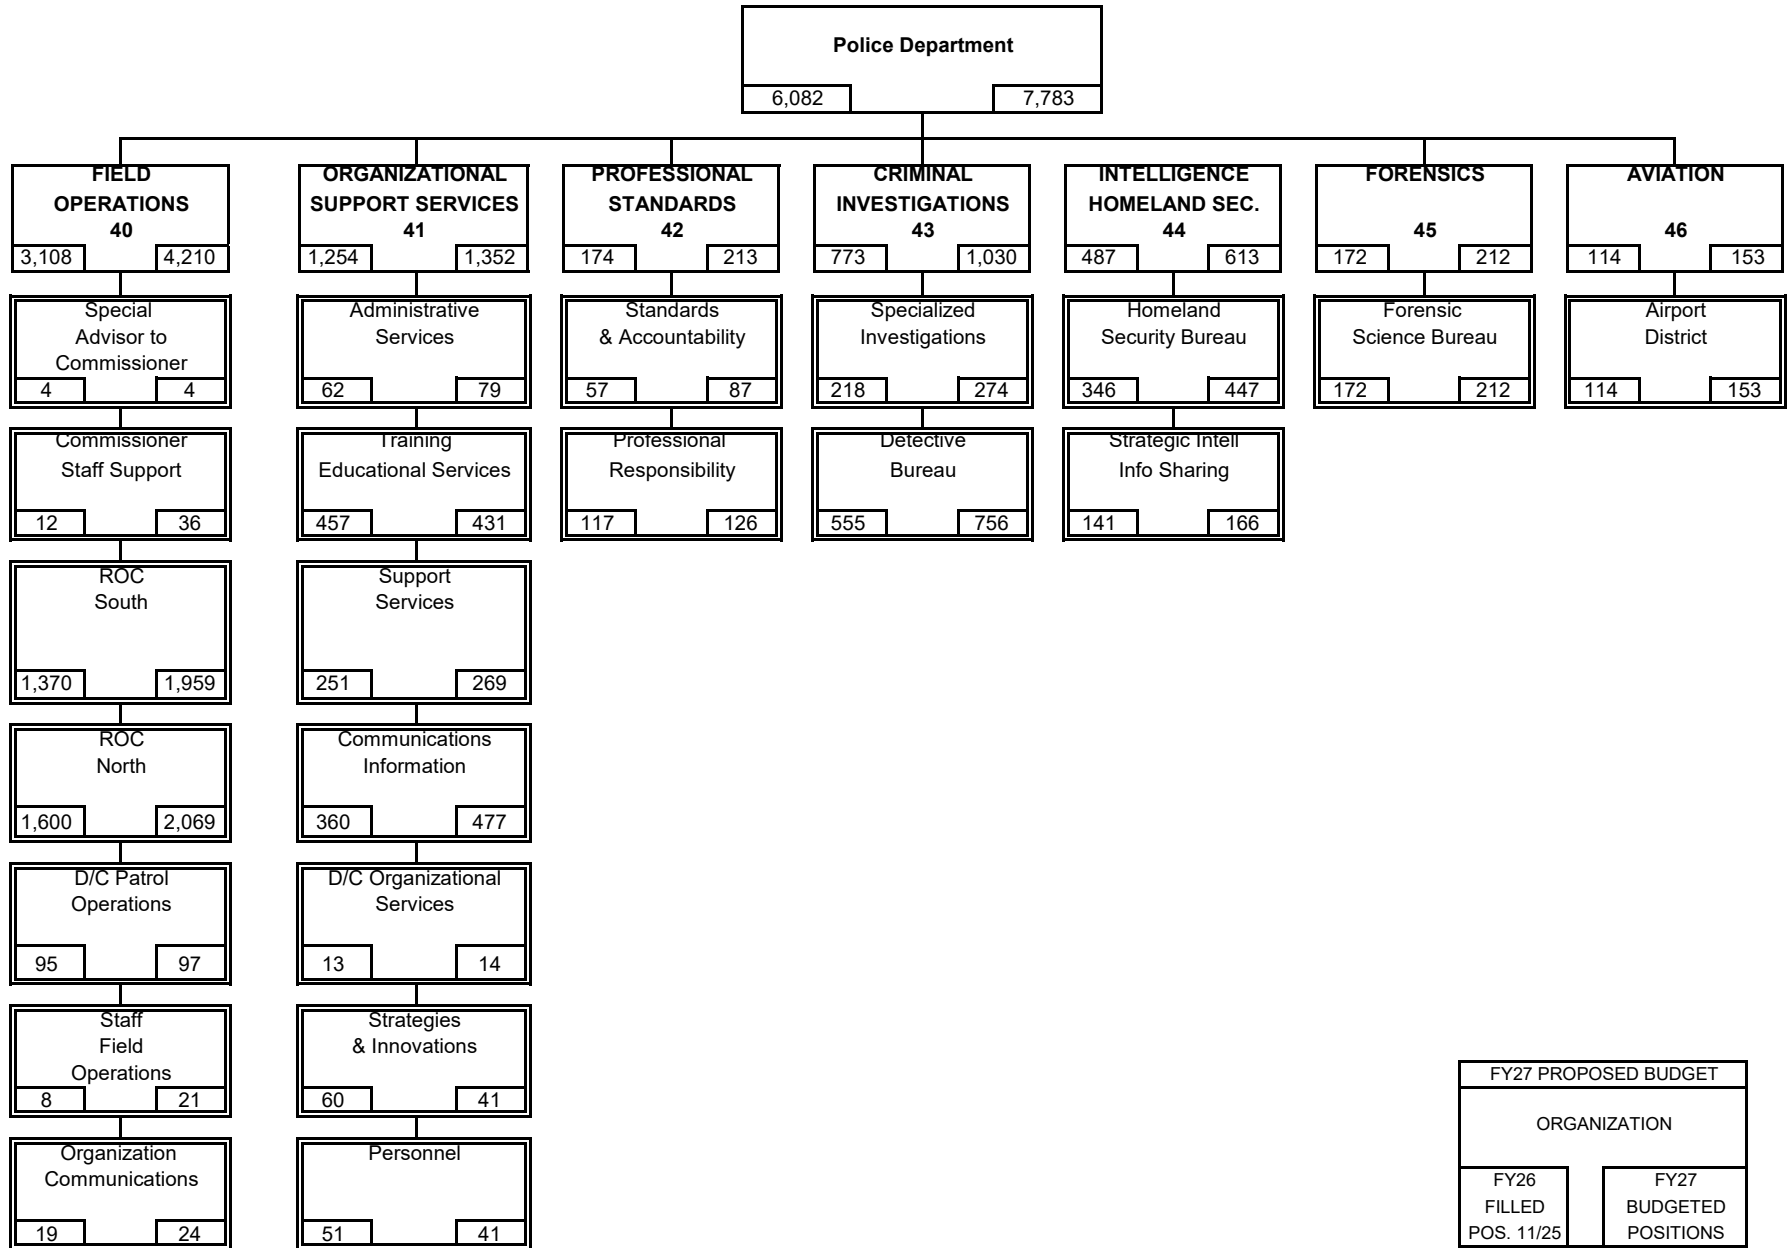 Police Department
6,082 7,783
FIELD
OPERATIONS
40
3,108 4,210
Special
Advisor to
Commissioner
4 4
Commissioner
Staff Support
12 36
ROC
South
1,370 1,959
ROC
North
1,600 2,069
D/C Patrol
Operations
95 97
Staff
Field
Operations
8 21
Organization
Communications
19 24
ORGANIZATIONAL
SUPPORT SERVICES
41
1,254 1,352
Administrative
Services
62 79
Training
Educational Services
457 431
Support
Services
251 269
Communications
Information
360 477
D/C Organizational
Services
13 14
Strategies
& Innovations
60 41
Personnel
51 41
PROFESSIONAL
STANDARDS
42
174 213
Standards
& Accountability
57 87
Professional
Responsibility
117 126
CRIMINAL
INVESTIGATIONS
43
773 1,030
Specialized
Investigations
218 274
Detective
Bureau
555 756
INTELLIGENCE
HOMELAND SEC.
44
487 613
Homeland
Security Bureau
346 447
Strategic Intell
Info Sharing
141 166
FORENSICS
45
172 212
Forensic
Science Bureau
172 212
AVIATION
46
114 153
Airport
District
114 153
FY27 PROPOSED BUDGET
ORGANIZATION
FY26
FILLED
POS. 11/25
FY27
BUDGETED
POSITIONS